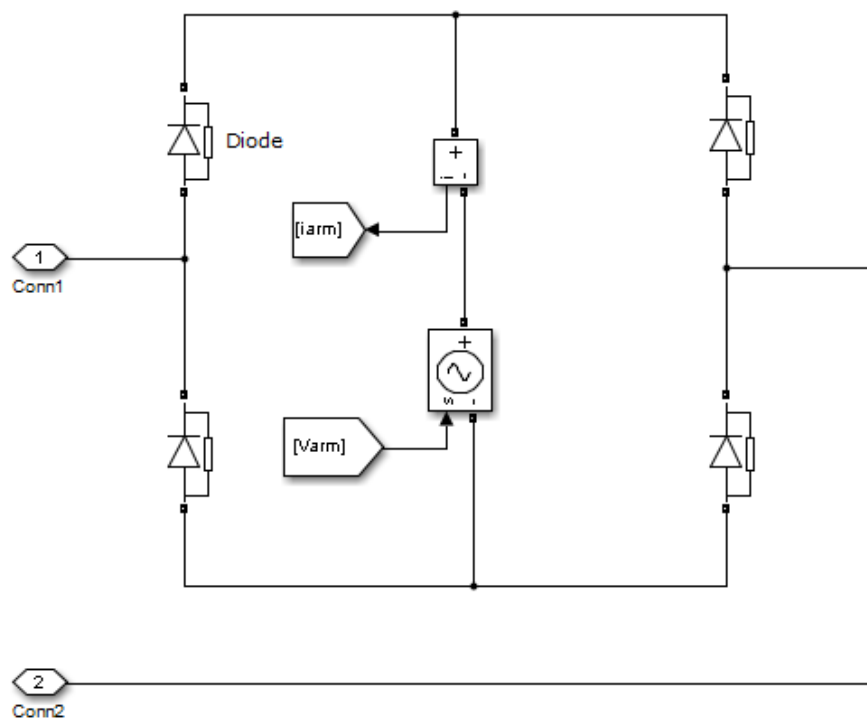 Diode
+
i -
[iarm]
1
Conn1
+
s -
[Varm]
2
Conn2